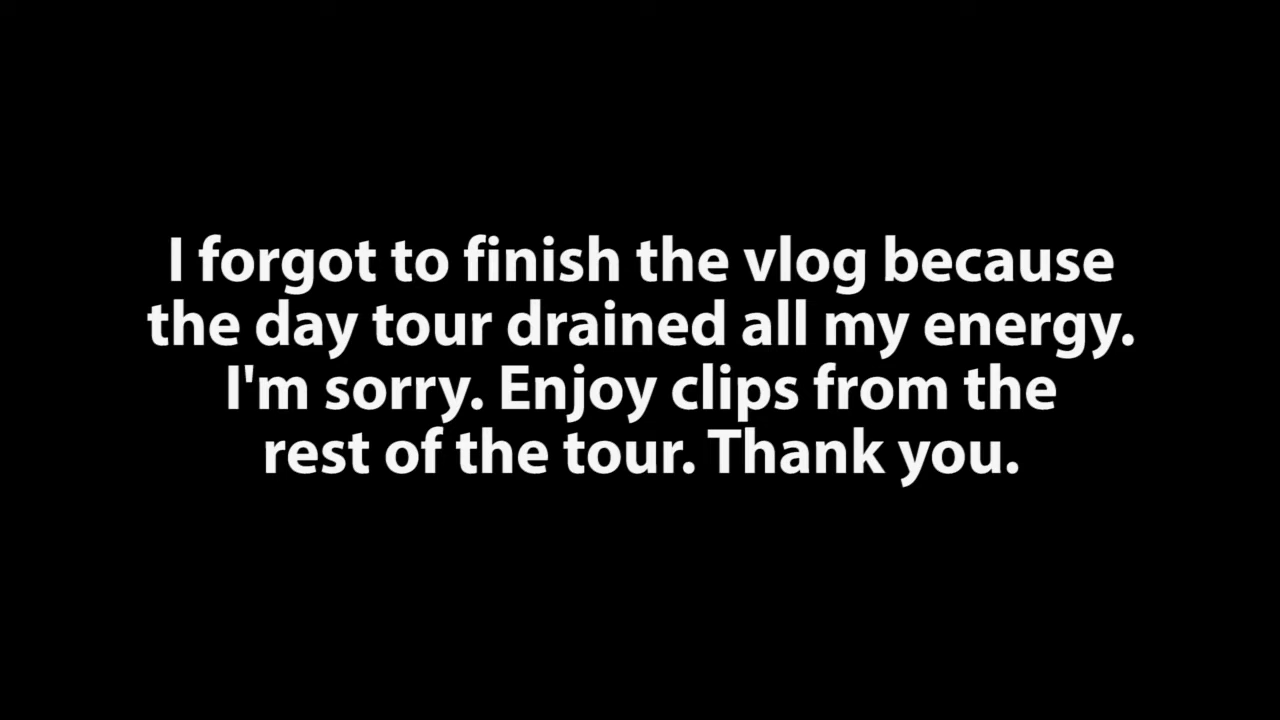 I forgot to finish the vlog because
the day tour drained all my energy.
I'm sorry. Enjoy clips from the
rest of the tour. Thank you.